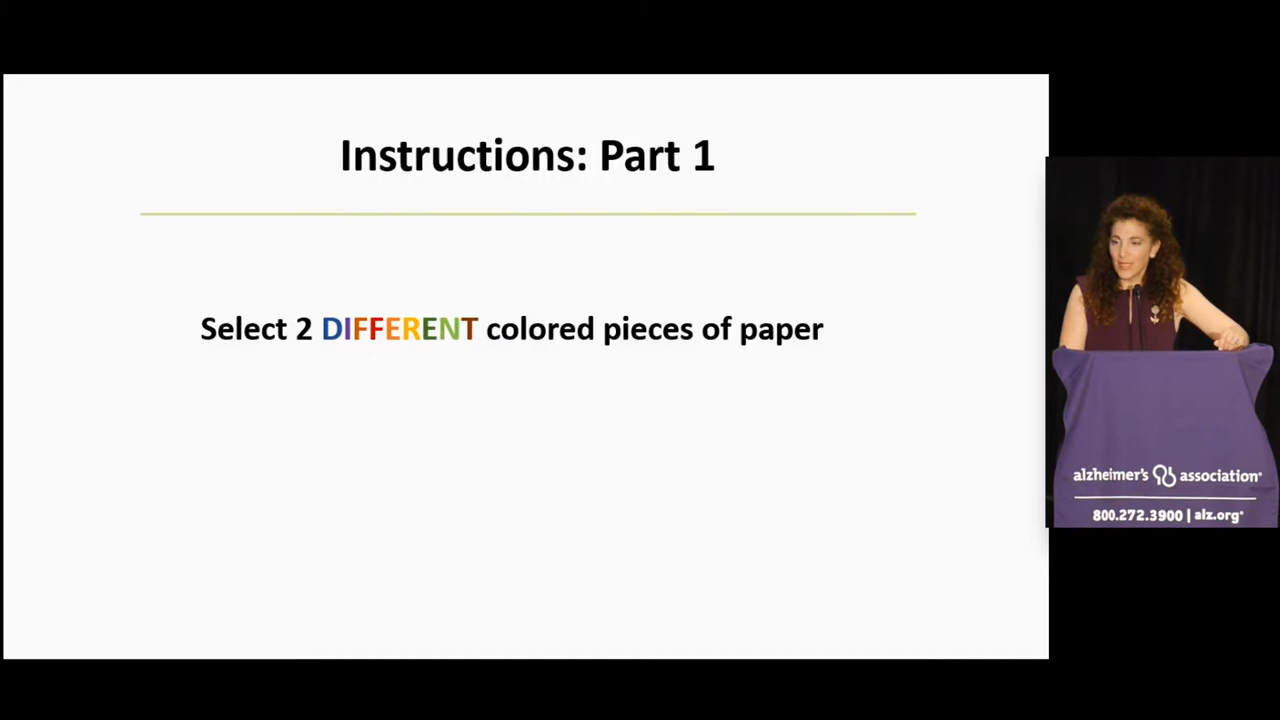 Instructions: Part 1
Select 2 DIFFERENT colored pieces of paper
alzheimer's association®
800.272.3900 | alz.org®